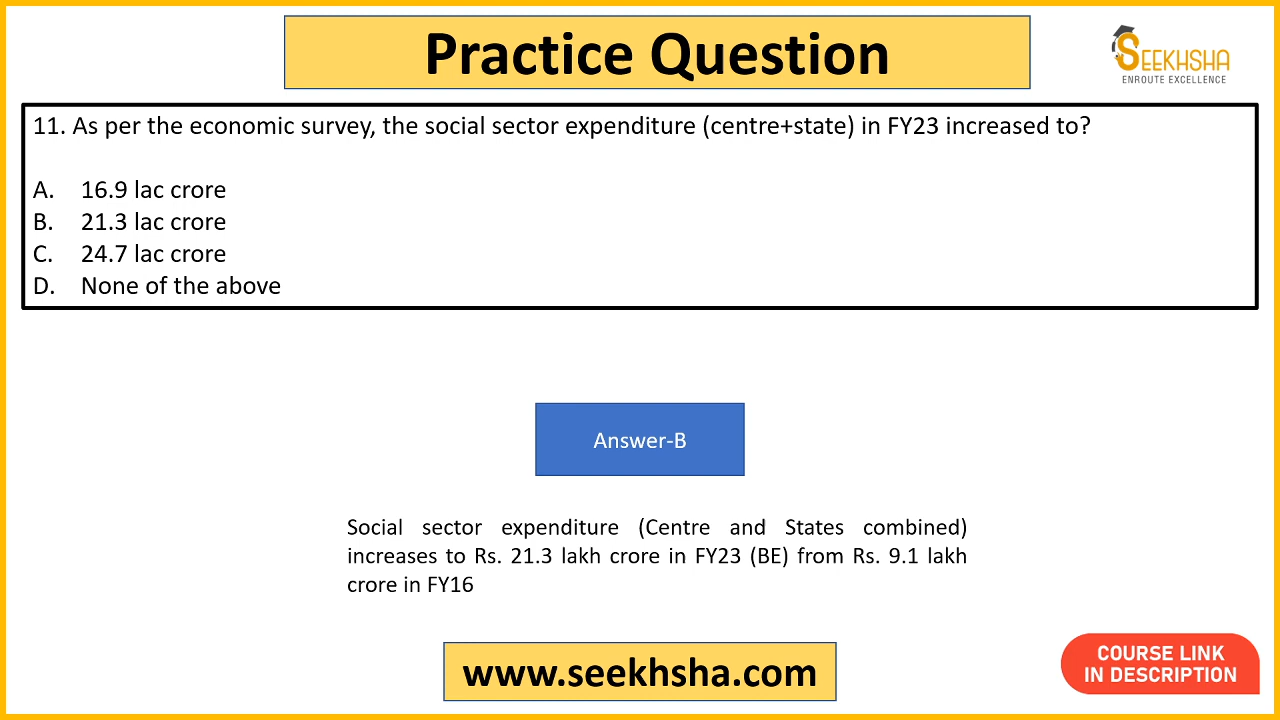 Practice Question
SEEKHSHA
ENROUTE EXCELLENCE
11. As per the economic survey, the social sector expenditure (centre+state) in FY23 increased to?
A. 16.9 lac crore
B. 21.3 lac crore
C. 24.7 lac crore
D. None of the above
Answer-B
Social sector expenditure (Centre and States combined)
increases to Rs. 21.3 lakh crore in FY23 (BE) from Rs. 9.1 lakh
crore in FY16
www.seekhsha.com
COURSE LINK
IN DESCRIPTION